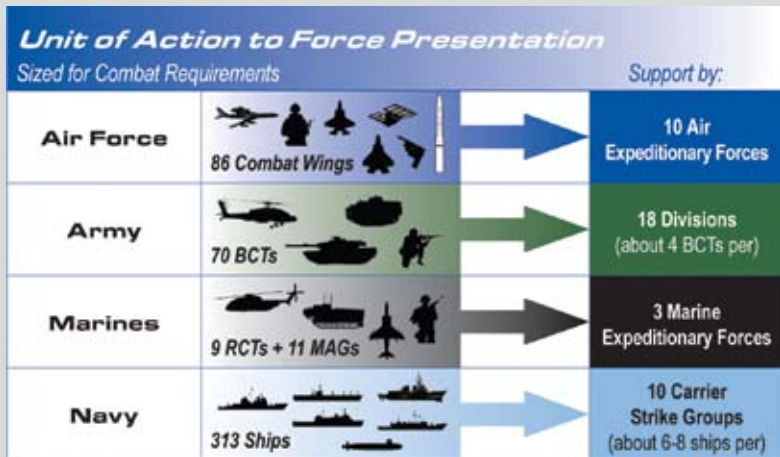 Unit of Action to Force Presentation
Sized for Combat Requirements
Support by:
Air Force
86 Combat Wings
10 Air
Expeditionary Forces
Army
70 BCTs
18 Divisions
(about 4 BCTs per)
Marines
9 RCTs + 11 MAGs
3 Marine
Expeditionary Forces
Navy
313 Ships
10 Carrier
Strike Groups
(about 6-8 ships per)